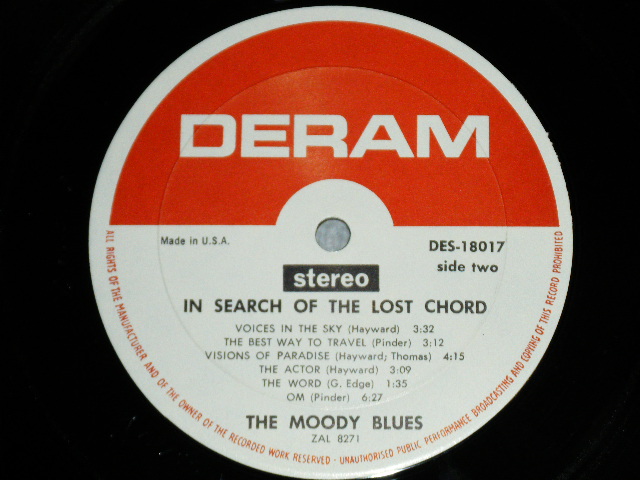 DERAM
Made in U.S.A.
DES-18017
side two
stereo
IN SEARCH OF THE LOST CHORD
VOICES IN THE SKY (Hayward) 3:32
THE BEST WAY TO TRAVEL (Pinder) 3:12
VISIONS OF PARADISE (Hayward; Thomas) 4:15
THE ACTOR (Hayward) 3:09
THE WORD (G. Edge) 1:35
OM (Pinder) 6:27
THE MOODY BLUES
ZAL 8271
ALL RIGHTS OF THE MANUFACTURER AND OF THE OWNER OF THE RECORDED WORK RESERVED · UNAUTHORISED PUBLIC PERFORMANCE BROADCASTING AND COPYING OF THIS RECORD PROHIBITED